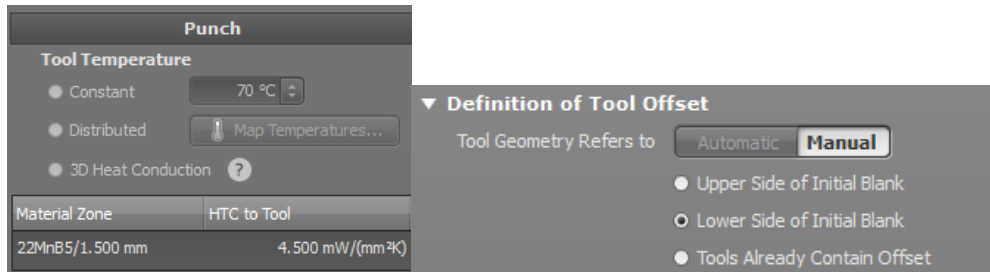 Punch
Tool Temperature
Constant
70 °C
Distributed
Map Temperatures...
3D Heat Conduction ?
Material Zone HTC to Tool
22MnB5/1.500 mm 4.500 mW/(mm²K)
Definition of Tool Offset
Tool Geometry Refers to Automatic Manual
Upper Side of Initial Blank
Lower Side of Initial Blank
Tools Already Contain Offset